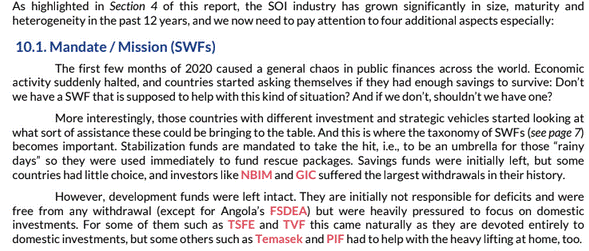 As highlighted in Section 4 of this report, the SOI industry has grown significantly in size, maturity and
heterogeneity in the past 12 years, and we now need to pay attention to four additional aspects especially:
10.1. Mandate / Mission (SWFs)
The first few months of 2020 caused a general chaos in public finances across the world. Economic
activity suddenly halted, and countries started asking themselves if they had enough savings to survive: Don't
we have a SWF that is supposed to help with this kind of situation? And if we don't, shouldn't we have one?
More interestingly, those countries with different investment and strategic vehicles started looking at
what sort of assistance these could be bringing to the table. And this is where the taxonomy of SWFs (see page 7)
becomes important. Stabilization funds are mandated to take the hit, i.e., to be an umbrella for those "rainy
days" so they were used immediately to fund rescue packages. Savings funds were initially left, but some
countries had little choice, and investors like NBIM and GIC suffered the largest withdrawals in their history.
However, development funds were left intact. They are initially not responsible for deficits and were
free from any withdrawal (except for Angola's FSDEA) but were heavily pressured to focus on domestic
investments. For some of them such as TSFE and TVF this came naturally as they are devoted entirely to
domestic investments, but some others such as Temasek and PIF had to help with the heavy lifting at home, too.